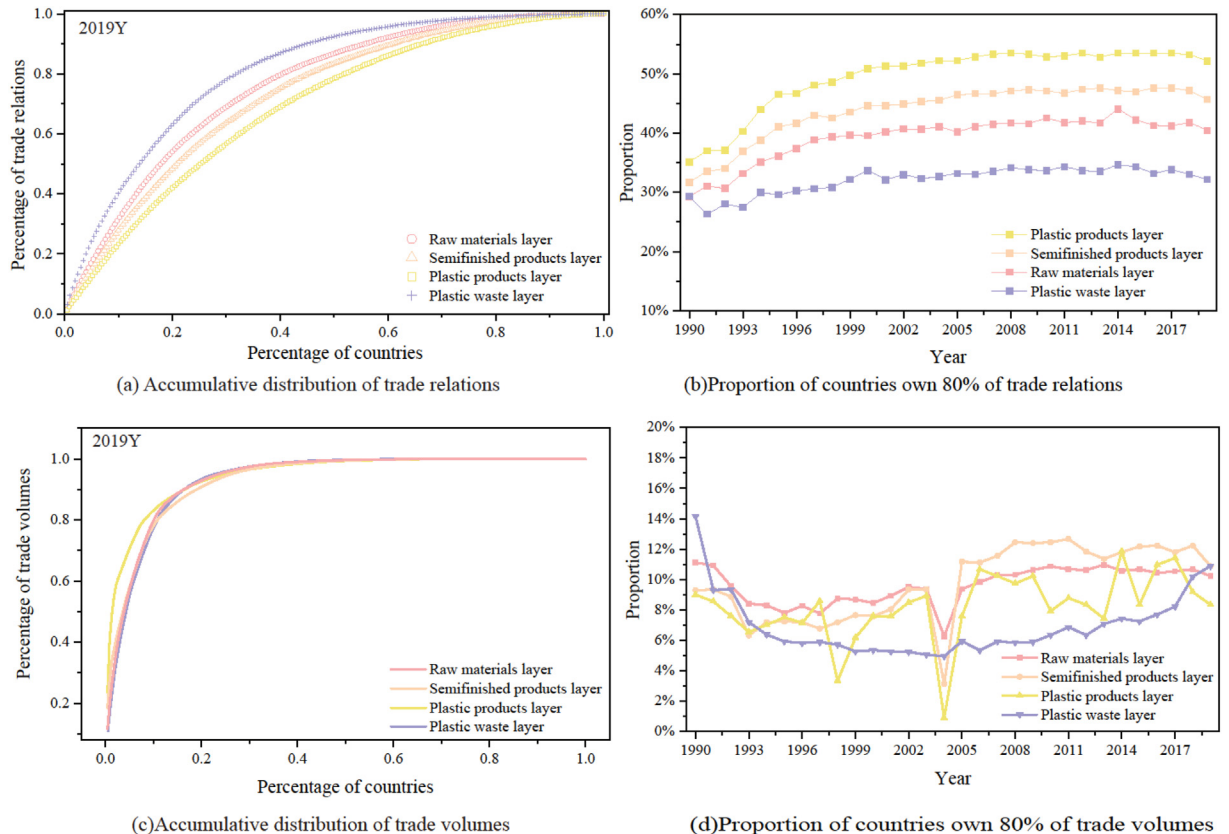 2019Y
1.0
0.8
0.6
0.4
0.2
0.0
Percentage of trade relations
Raw materials layer
Semifinished products layer
Plastic products layer
Plastic waste layer
0.0 0.2 0.4 0.6 0.8 1.0
Percentage of countries
(a) Accumulative distribution of trade relations
60%
50%
40%
30%
20%
10%
Proportion
Plastic products layer
Semifinished products layer
Raw materials layer
Plastic waste layer
1990 1993 1996 1999 2002 2005 2008 2011 2014 2017
Year
(b)Proportion of countries own 80% of trade relations
2019Y
1.0
0.8
0.6
0.4
0.2
Percentage of trade volumes
Raw materials layer
Semifinished products layer
Plastic products layer
Plastic waste layer
0.0 0.2 0.4 0.6 0.8 1.0
Percentage of countries
(c)Accumulative distribution of trade volumes
20%
18%
16%
14%
12%
10%
8%
6%
4%
2%
0%
Proportion
Raw materials layer
Semifinished products layer
Plastic products layer
Plastic waste layer
1990 1993 1996 1999 2002 2005 2008 2011 2014 2017
Year
(d)Proportion of countries own 80% of trade volumes